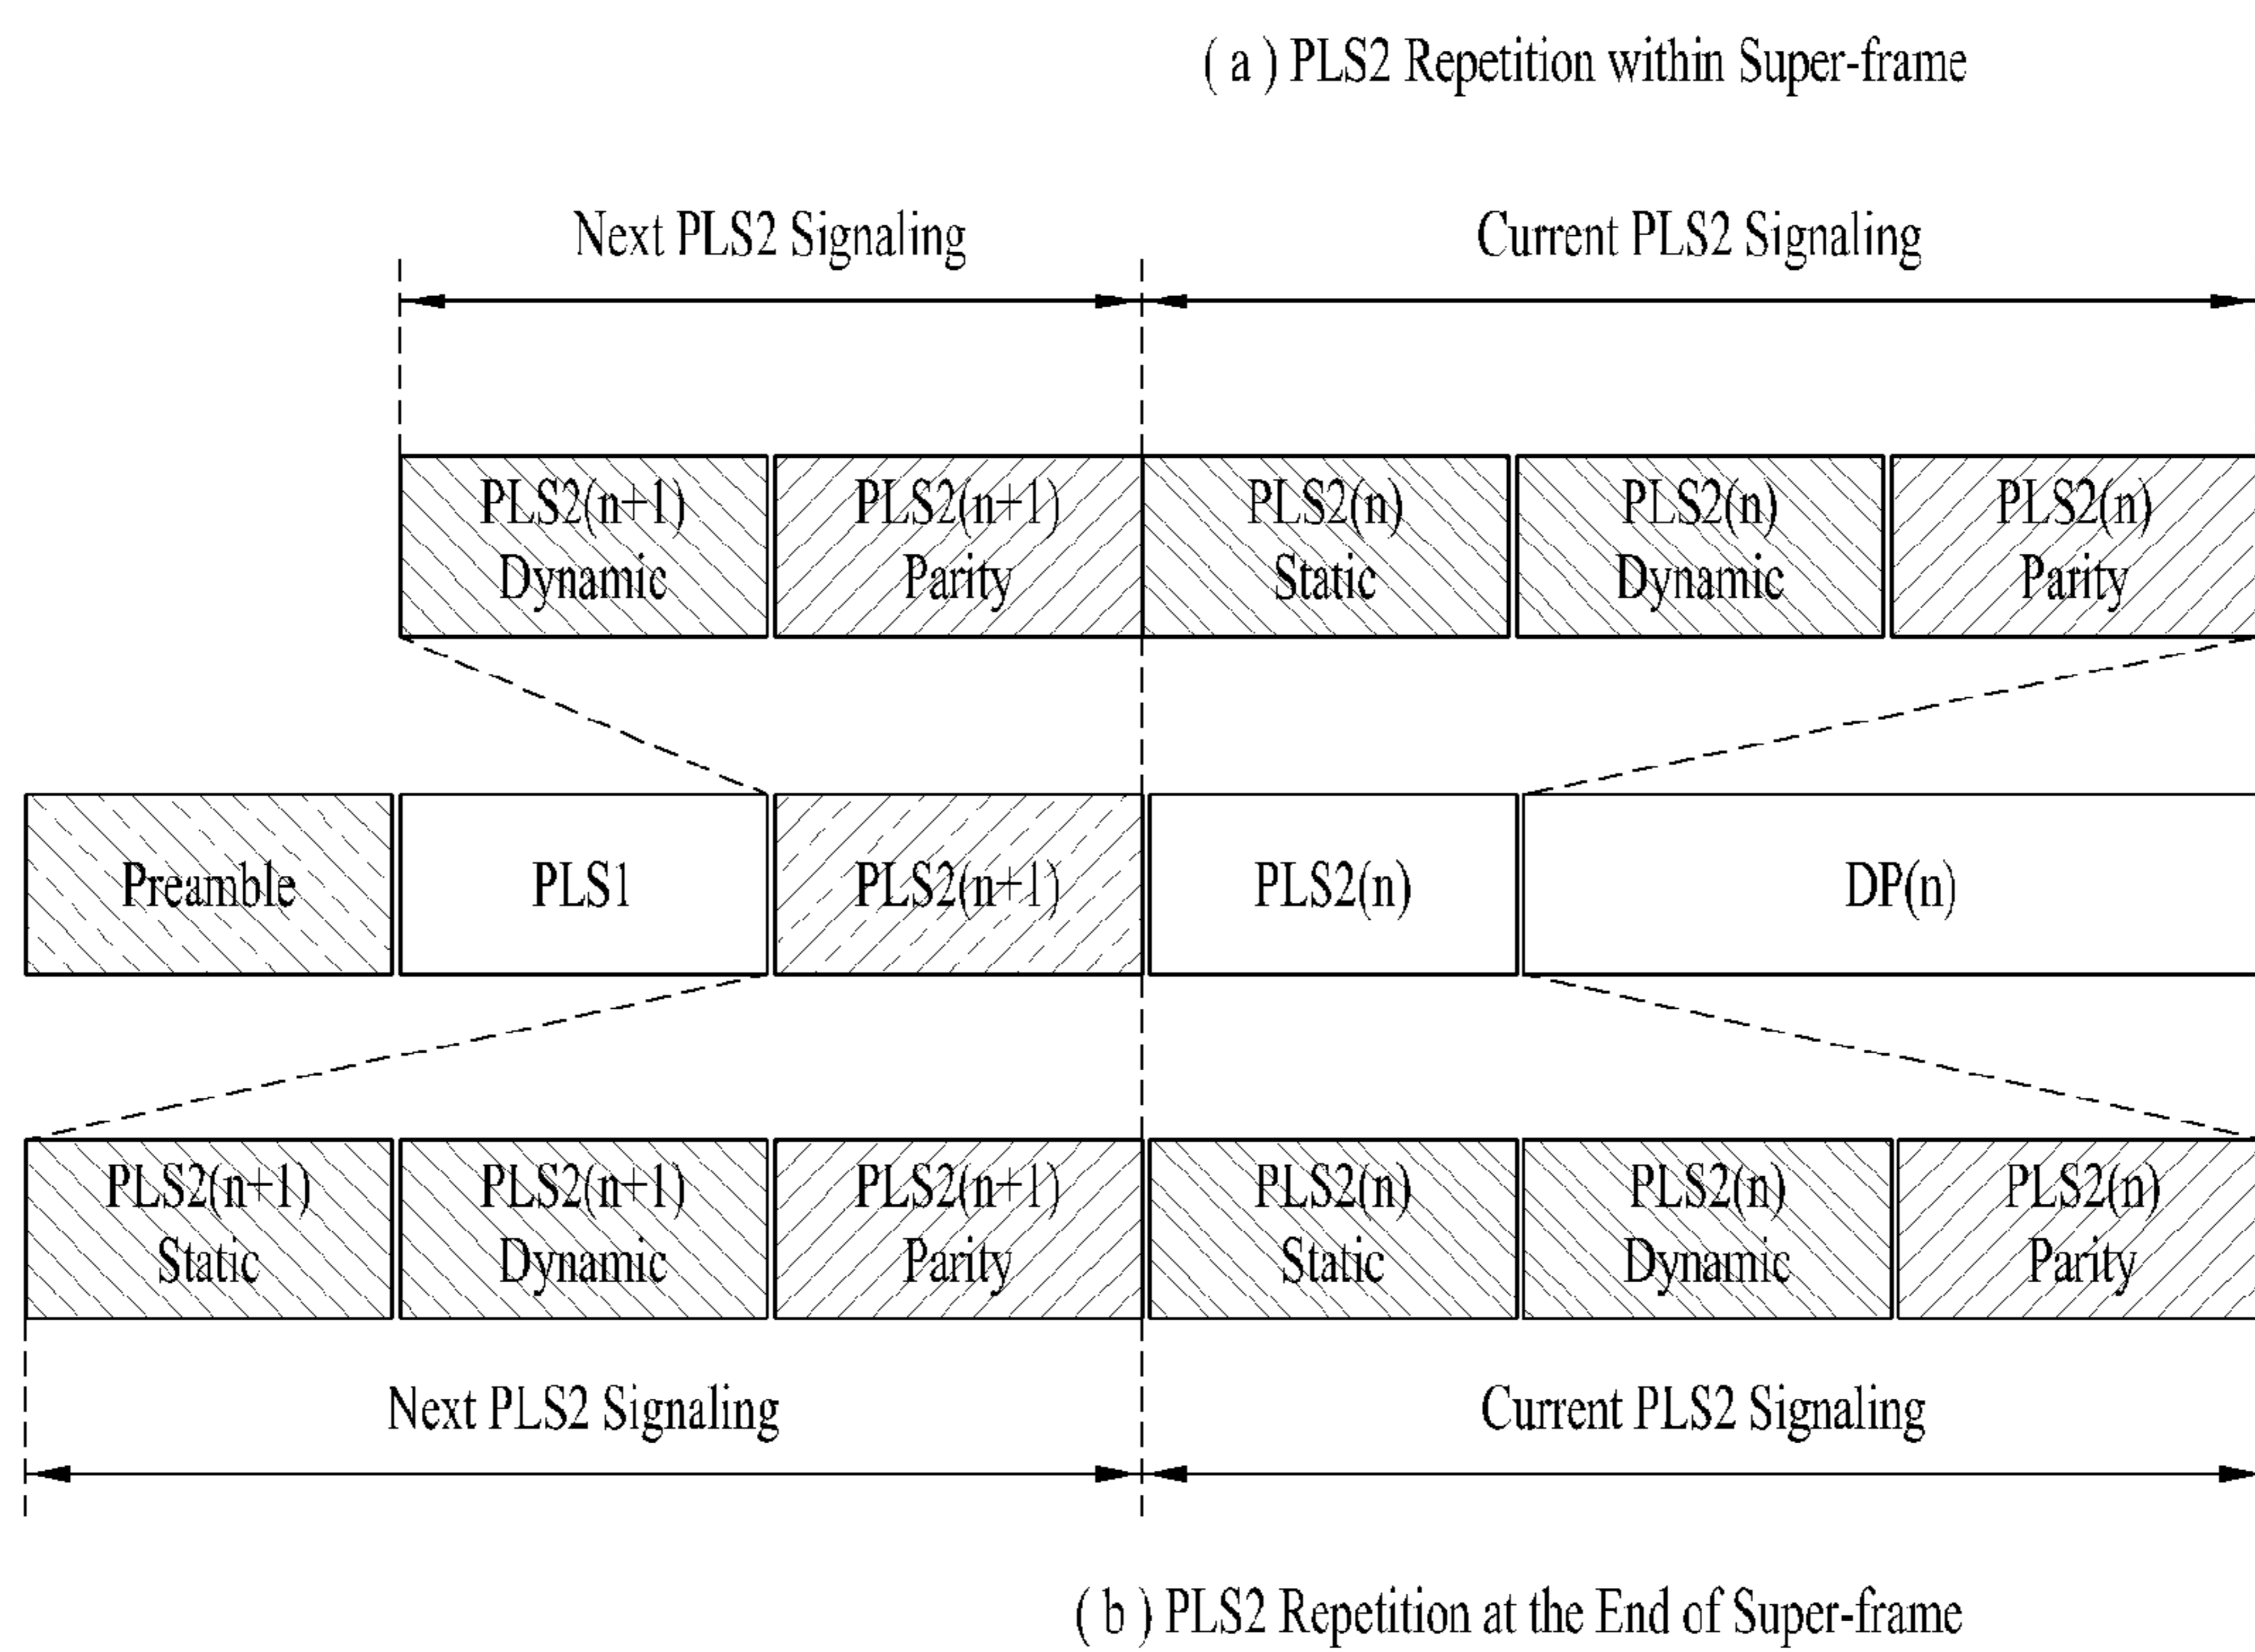 ( a ) PLS2 Repetition within Super-frame
Next PLS2 Signaling
Current PLS2 Signaling
PLS2(n+1)
Dynamic
PLS2(n+1)
Parity
PLS2(n)
Static
PLS2(n)
Dynamic
PLS2(n)
Parity
Preamble
PLS1
PLS2(n+1)
PLS2(n)
DP(n)
PLS2(n+1)
Static
PLS2(n+1)
Dynamic
PLS2(n+1)
Parity
PLS2(n)
Static
PLS2(n)
Dynamic
PLS2(n)
Parity
Next PLS2 Signaling
Current PLS2 Signaling
( b ) PLS2 Repetition at the End of Super-frame